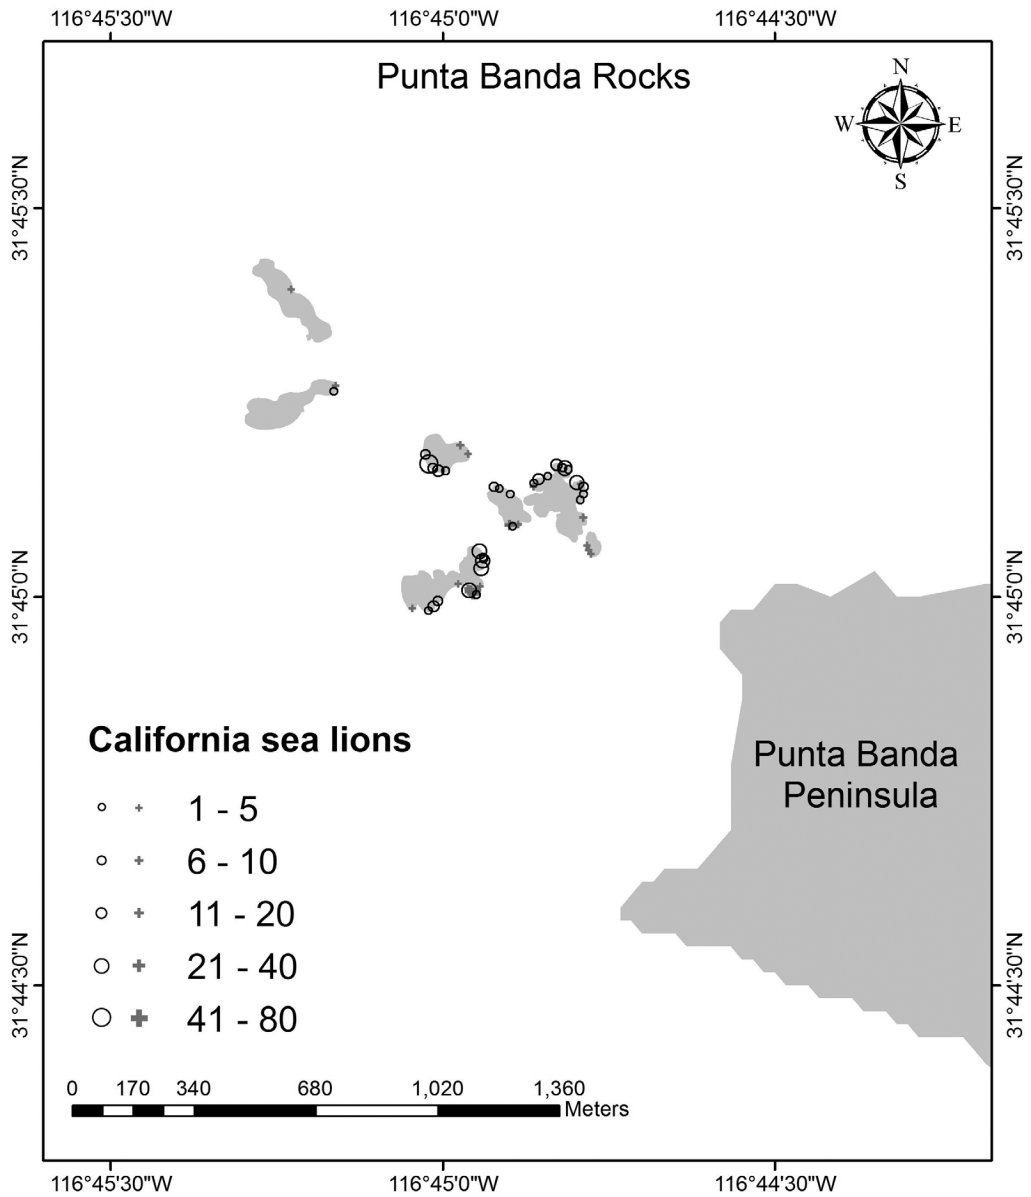 116°45'30"W 116°45'0"W 116°44'30"W
Punta Banda Rocks
N
W E
S
31°45'30"N 31°45'30"N
31°45'0"N 31°45'0"N
Punta Banda
Peninsula
California sea lions
1 - 5
6 - 10
11 - 20
21 - 40
41 - 80
31°44'30"N 31°44'30"N
0 170 340 680 1,020 1,360
Meters
116°45'30"W 116°45'0"W 116°44'30"W